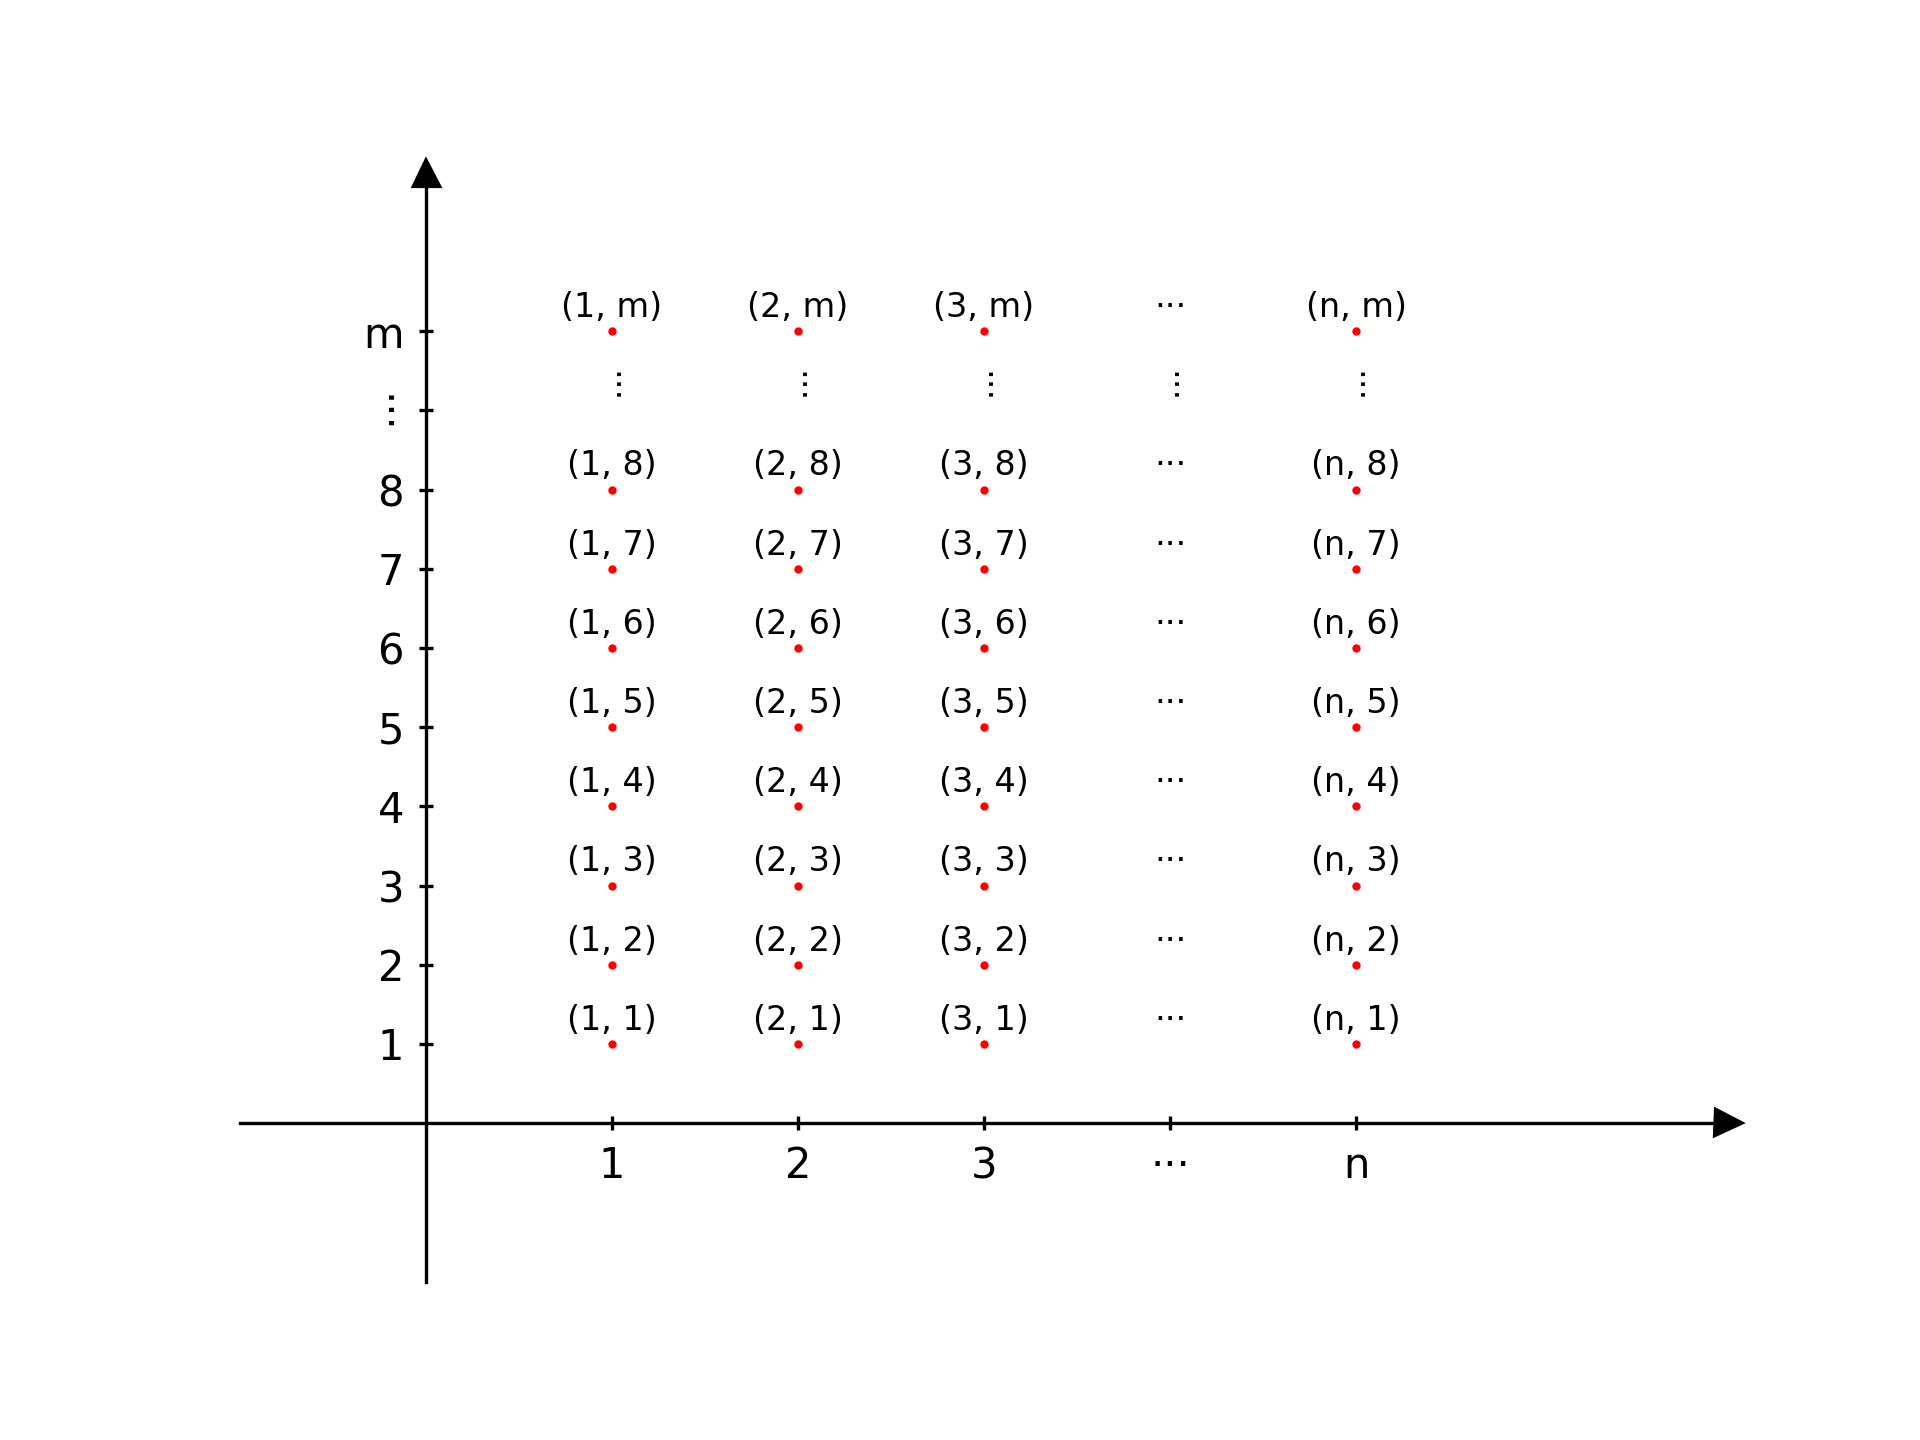 (1, m) (2, m) (3, m) ... (n, m)
m
⋮ ⋮ ⋮ ⋮ ⋮
⋮
(1, 8) (2, 8) (3, 8) ... (n, 8)
8
(1, 7) (2, 7) (3, 7) ... (n, 7)
7
(1, 6) (2, 6) (3, 6) ... (n, 6)
6
(1, 5) (2, 5) (3, 5) ... (n, 5)
5
(1, 4) (2, 4) (3, 4) ... (n, 4)
4
(1, 3) (2, 3) (3, 3) ... (n, 3)
3
(1, 2) (2, 2) (3, 2) ... (n, 2)
2
(1, 1) (2, 1) (3, 1) ... (n, 1)
1
1 2 3 ... n